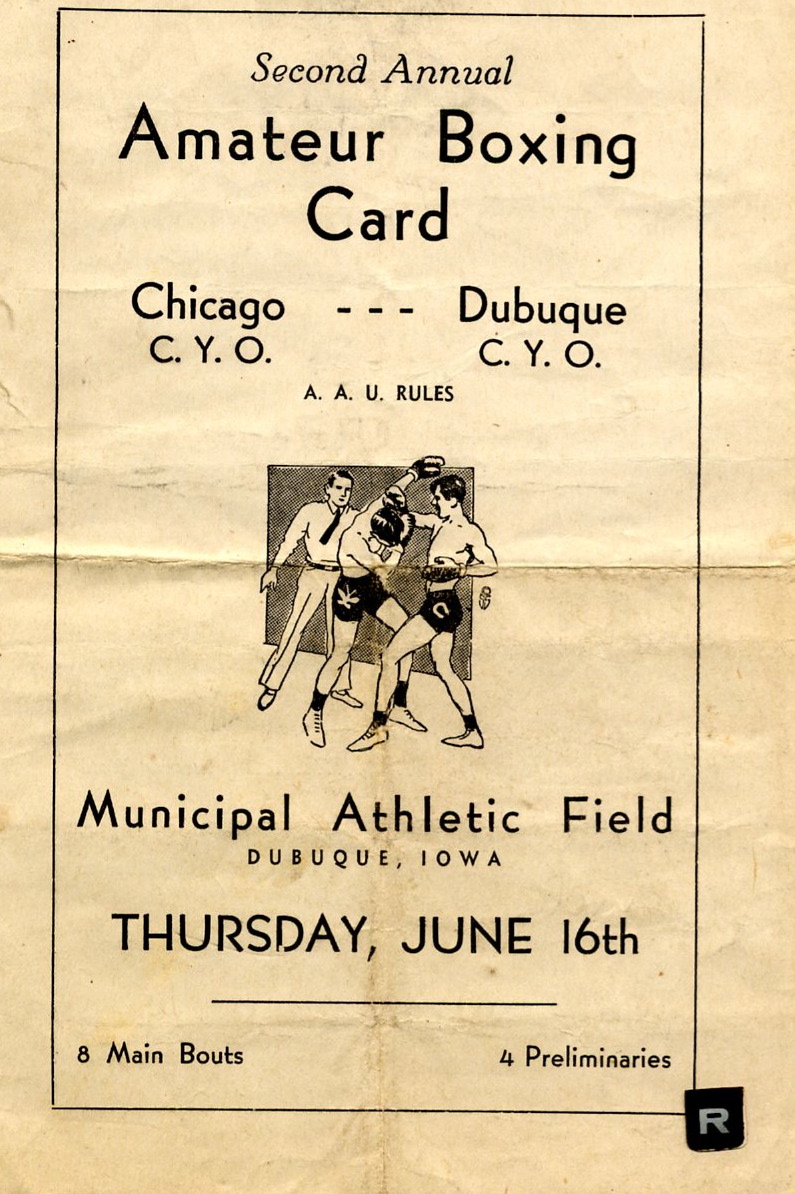 Second Annual
Amateur Boxing
Card
Chicago --- Dubuque
C. Y. O. C. Y. O.
A. A. U. RULES
Municipal Athletic Field
DUBUQUE, IOWA
THURSDAY, JUNE 16th
8 Main Bouts 4 Preliminaries
R